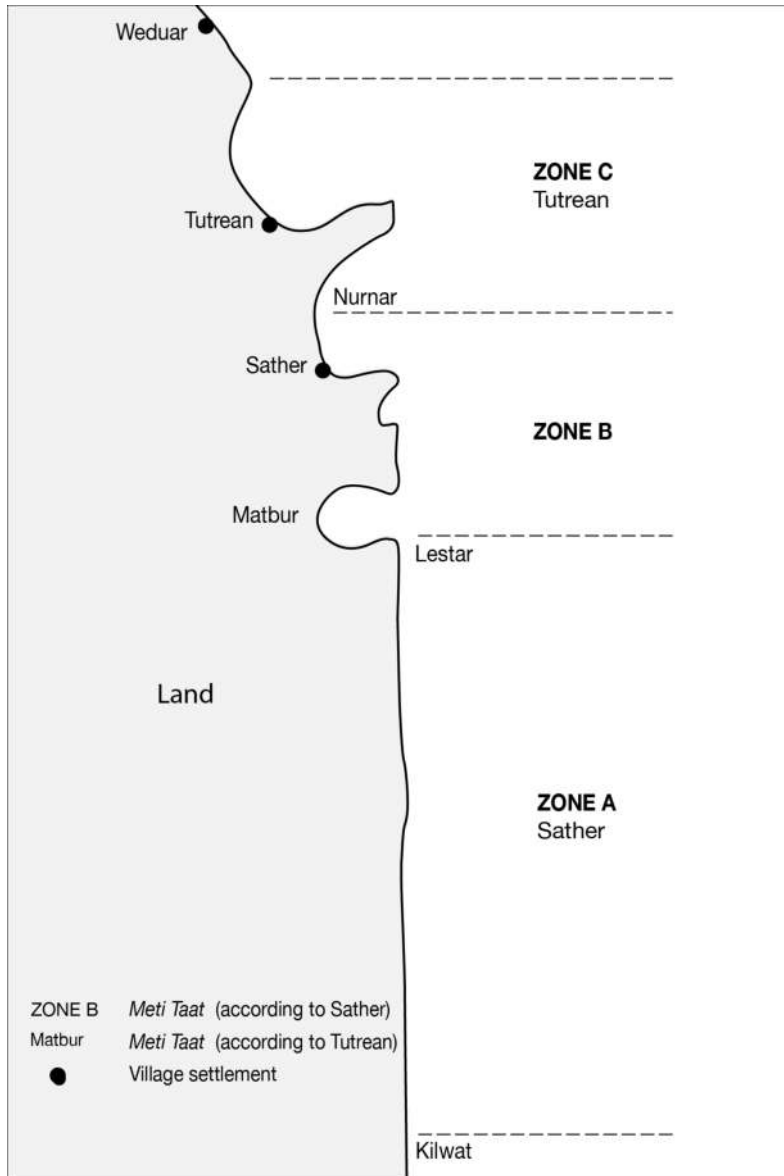 Weduar
ZONE C
Tutrean
Tutrean
Nurnar
Sather
ZONE B
Matbur
Lestar
Land
ZONE A
Sather
ZONE B Meti Taat (according to Sather)
Matbur Meti Taat (according to Tutrean)
Village settlement
Kilwat